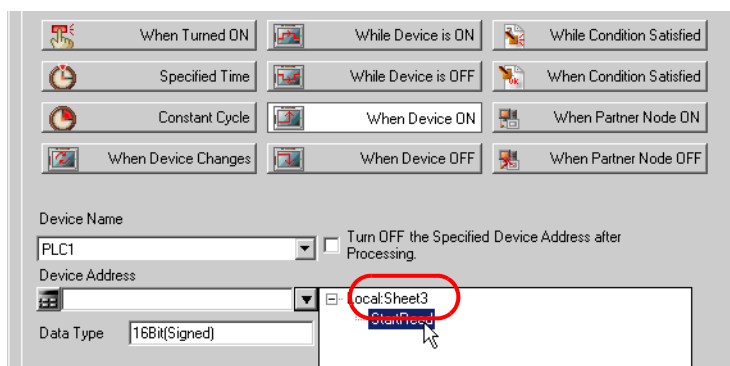 When Turned ON
While Device is ON
While Condition Satisfied
Specified Time
While Device is OFF
When Condition Satisfied
Constant Cycle
When Device ON
When Partner Node ON
When Device Changes
When Device OFF
When Partner Node OFF
Device Name
PLC1
Turn OFF the Specified Device Address after
Processing.
Device Address
Local:Sheet3
StartRead
Data Type
16Bit(Signed)